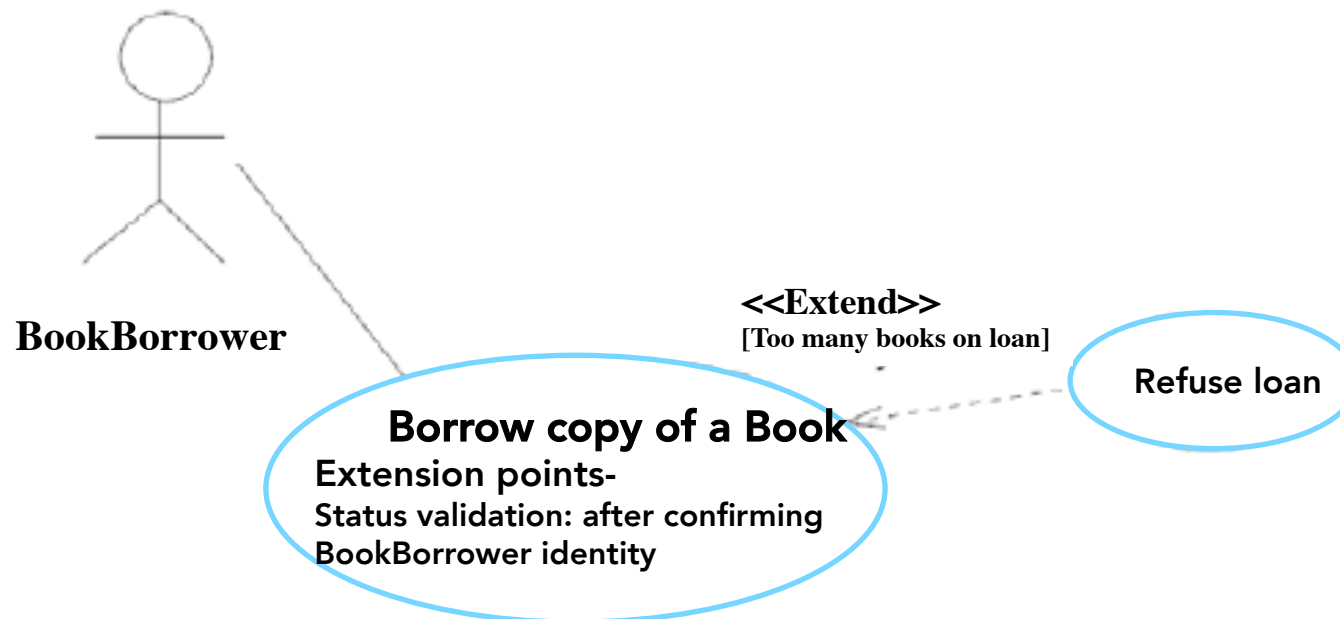 <<Extend>>
[Too many books on loan]
BookBorrower
Refuse loan
Borrow copy of a Book
Extension points-
Status validation: after confirming
BookBorrower identity